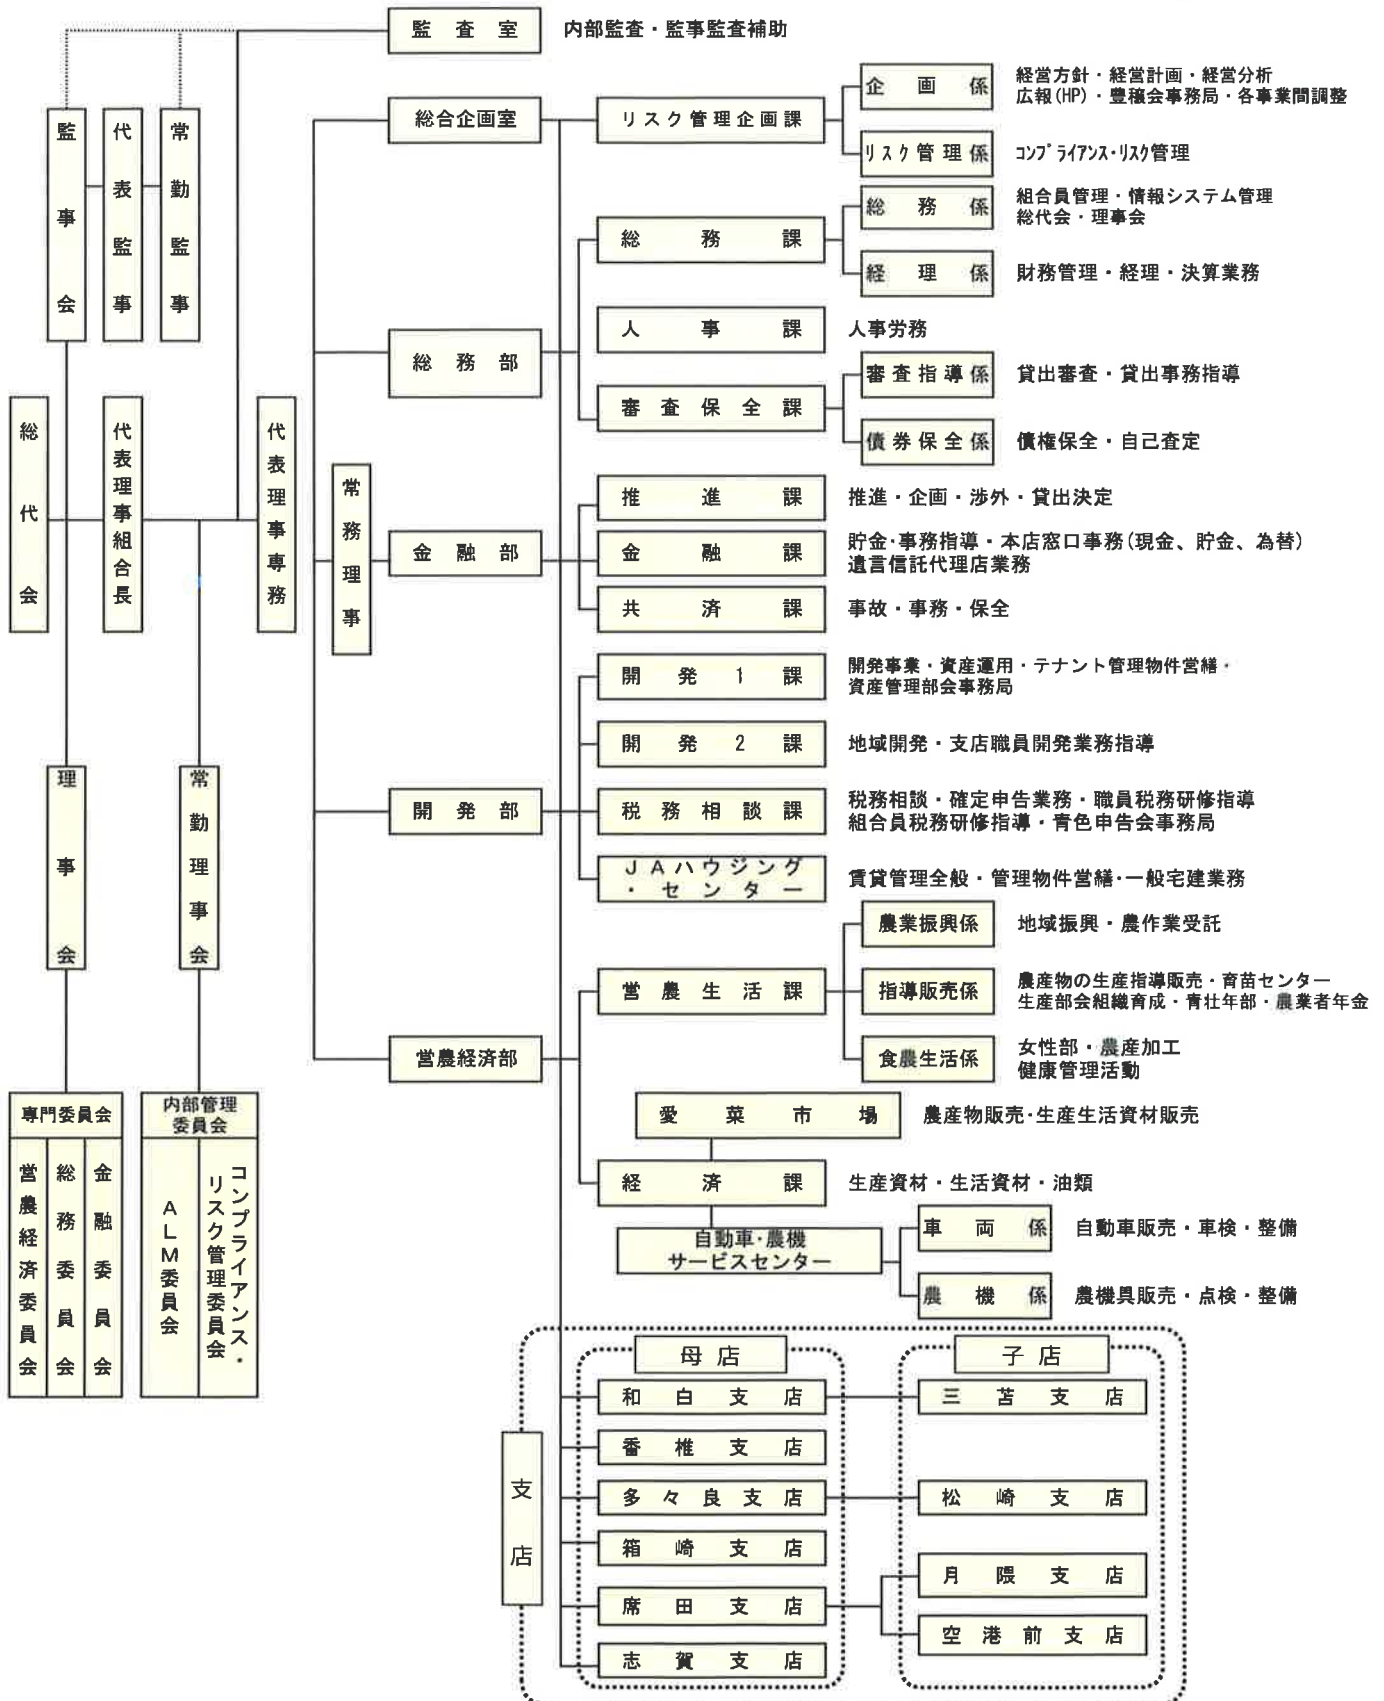 監査室
内部監査・監事監査補助
監事会
代表監事
常勤監事
総代会
代表理事組合長
代表理事専務
常務理事
理事会
常勤理事会
専門委員会
営農経済委員会
総務委員会
金融委員会
内部管理
委員会
ALM委員会
コンプライアンス・
リスク管理委員会
総合企画室
リスク管理企画課
企画係
経営方針・経営計画・経営分析
広報(HP)・豊穣会事務局・各事業間調整
リスク管理係
コンプライアンス・リスク管理
総務部
総務課
総務係
組合員管理・情報システム管理
総代会・理事会
経理係
財務管理・経理・決算業務
人事課
人事労務
審査保全課
審査指導係
貸出審査・貸出事務指導
債券保全係
債権保全・自己査定
金融部
推進課
推進・企画・渉外・貸出決定
金融課
貯金・事務指導・本店窓口事務(現金、貯金、為替)
遺言信託代理店業務
共済課
事故・事務・保全
開発部
開発1課
開発事業・資産運用・テナント管理物件営繕・
資産管理部会事務局
開発2課
地域開発・支店職員開発業務指導
税務相談課
税務相談・確定申告業務・職員税務研修指導
組合員税務研修指導・青色申告会事務局
JAハウジング
・センター
賃貸管理全般・管理物件営繕・一般宅建業務
営農経済部
営農生活課
農業振興係
地域振興・農作業受託
指導販売係
農産物の生産指導販売・育苗センター
生産部会組織育成・青壮年部・農業者年金
食農生活係
女性部・農産加工
健康管理活動
愛菜市場
農産物販売・生産生活資材販売
経済課
生産資材・生活資材・油類
自動車・農機
サービスセンター
車両係
自動車販売・車検・整備
農機係
農機具販売・点検・整備
支店
母店
子店
和白支店
三苫支店
香椎支店
多々良支店
松崎支店
箱崎支店
席田支店
月隈支店
空港前支店
志賀支店